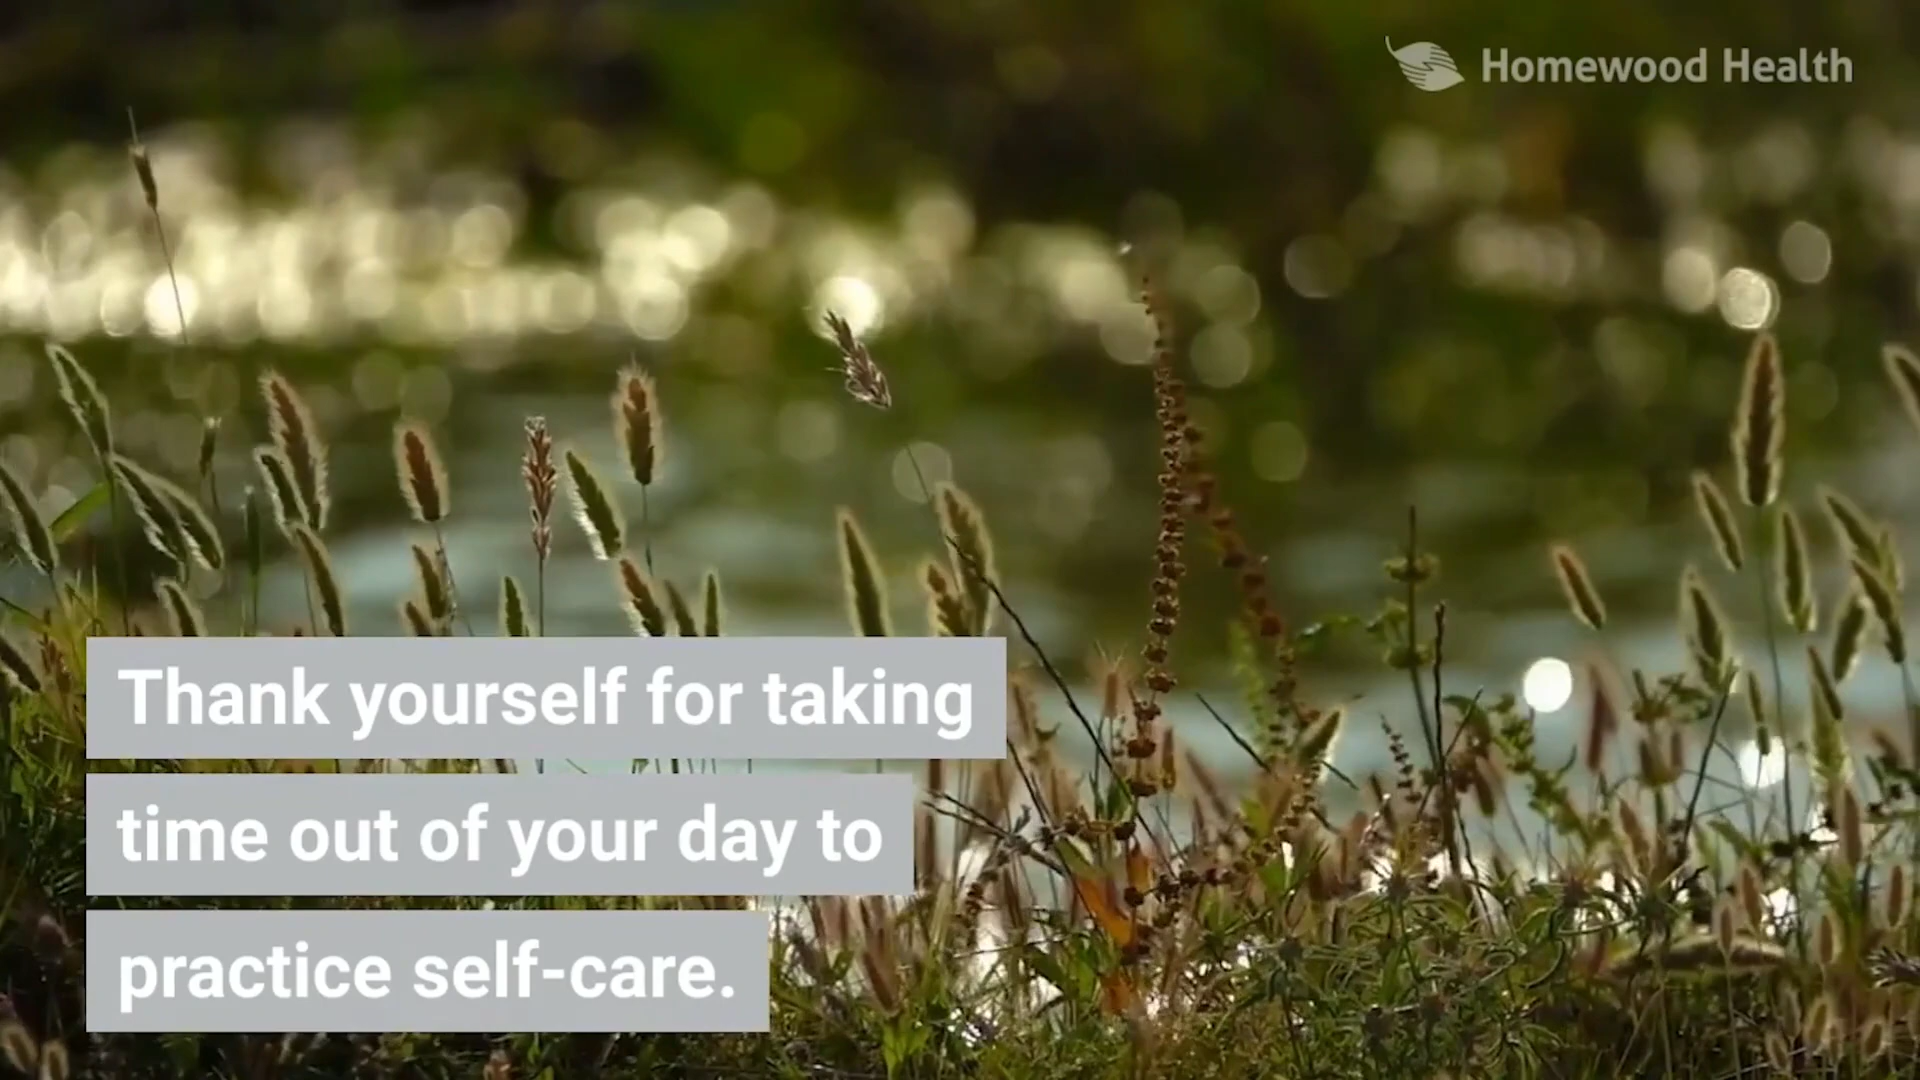 Homewood Health
Thank yourself for taking
time out of your day to
practice self-care.